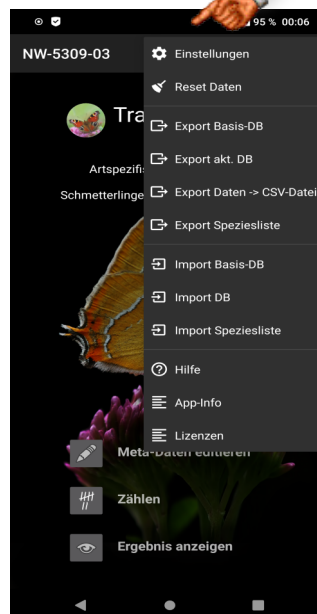 95 % 00:06
NW-5309-03
Einstellungen
Reset Daten
Tra
Export Basis-DB
Export akt. DB
Artspezifi
Schmetterlinge
Export Daten -> CSV-Datei
Export Speziesliste
Import Basis-DB
Import DB
Import Speziesliste
Hilfe
App-Info
Lizenzen
Meta-Daten editieren
Zählen
Ergebnis anzeigen